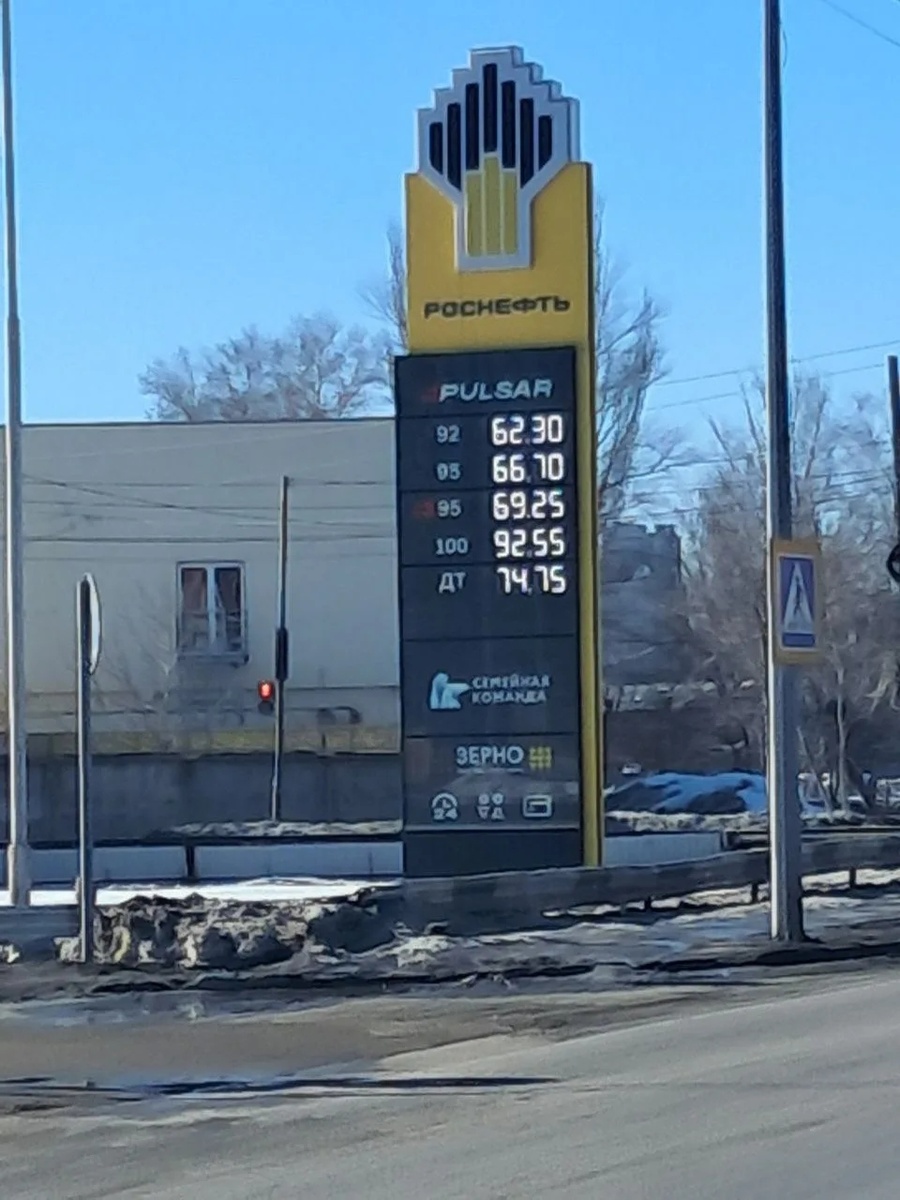 РОСНЕФТЬ
PULSAR
92 62.30
95 66.70
95 69.25
100 92.55
ДТ 74.75
СЕМЕЙНАЯ
КОМАНДА
ЗЕРНО
24